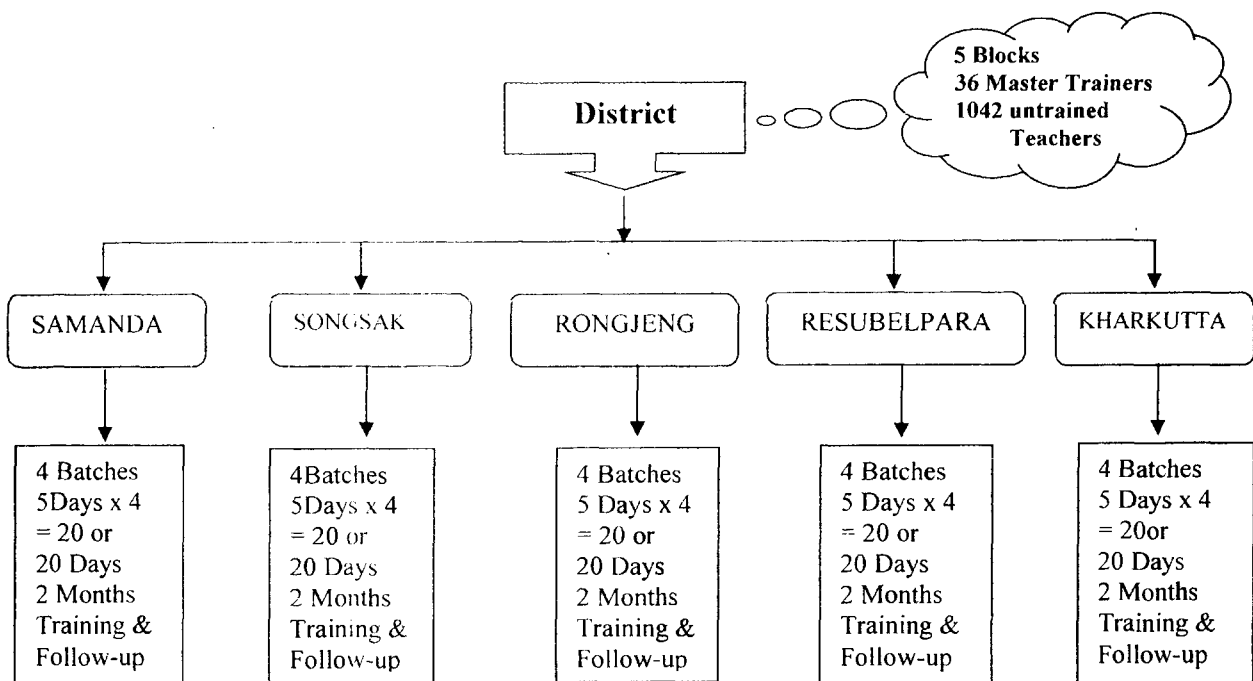 District
5 Blocks
36 Master Trainers
1042 untrained
Teachers
SAMANDA
SONGSAK
RONGJENG
RESUBELPARA
KHARKUTTA
4 Batches
5Days x 4
= 20 or
20 Days
2 Months
Training &
Follow-up
4Batches
5Days x 4
= 20 or
20 Days
2 Months
Training &
Follow-up
4 Batches
5 Days x 4
= 20 or
20 Days
2 Months
Training &
Follow-up
4 Batches
5 Days x 4
= 20 or
20 Days
2 Months
Training &
Follow-up
4 Batches
5 Days x 4
= 20or
20 Days
2 Months
Training &
Follow-up